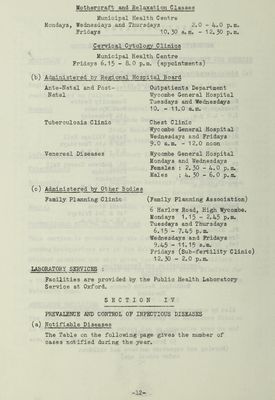 Mothercraft and Relaxation Classes
Municipal Health Centre
Mondays, Wednesdays and Thursdays 2.0 - 4.0 p.m.
Fridays 10.30 a.m. - 12.30 p.m.
Cervical Cytology Clinics
Municipal Health Centre
Fridays 6.15 - 8.0 p.m. (appointments)
(b) Administered by Regional Hospital Board
Ante-Natal and Post-Natal Outpatients Department
Wycombe General Hospital
Tuesdays and Wednesdays
10. - 11.0 a.m.
Tuberculosis Clinic Chest Clinic
Wycombe General Hospital
Wednesdays and Fridays
9.0 a.m. - 12.0 noon
Venereal Diseases Wycombe General Hospital
Mondays and Wednesdays
Females : 2.30 - 4.0 p.m.
Males : 4.30 - 6.0 p.m.
(c) Administered by Other Bodies
Family Planning Clinic (Family Planning Association)
6 Harlow Road, High Wycombe.
Mondays 1.15 - 2.45 p.m.
Tuesdays and Thursdays
6.15 - 7.45 p.m.
Wednesdays and Fridays
9.45 - 11.15 a.m.
Fridays (Sub-fertility Clinic)
12.30 - 2.0 p.m.
LABORATORY SERVICES :
Facilities are provided by the Public Health Laboratory
Service at Oxford.
SECTION IV
PREVALENCE AND CONTROL OF INFECTIOUS DISEASES
(a) Notifiable Diseases
The Table on the following page gives the number of
cases notified during the year.
-12-